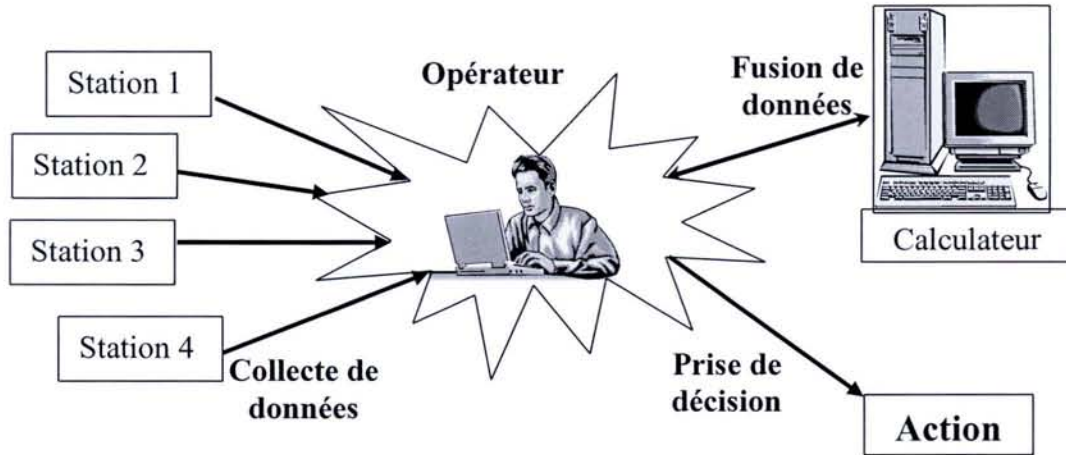 Station 1
Station 2
Station 3
Station 4
Collecte de
données
Opérateur
Fusion de
données
Calculateur
Prise de
décision
Action